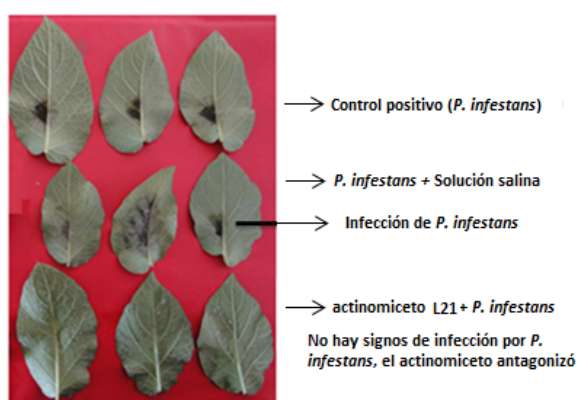 Control positivo (P. infestans)
P. infestans + Solución salina
Infección de P. infestans
actinomiceto L21+ P. infestans
No hay signos de infección por P.
infestans, el actinomiceto antagonizó